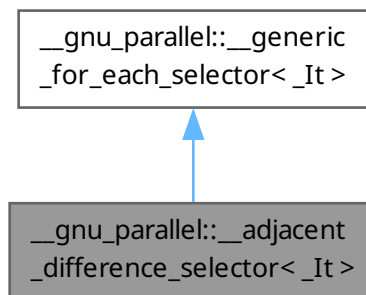 __gnu_parallel::__generic
_for_each_selector< _It >
__gnu_parallel::__adjacent
_difference_selector< _It >